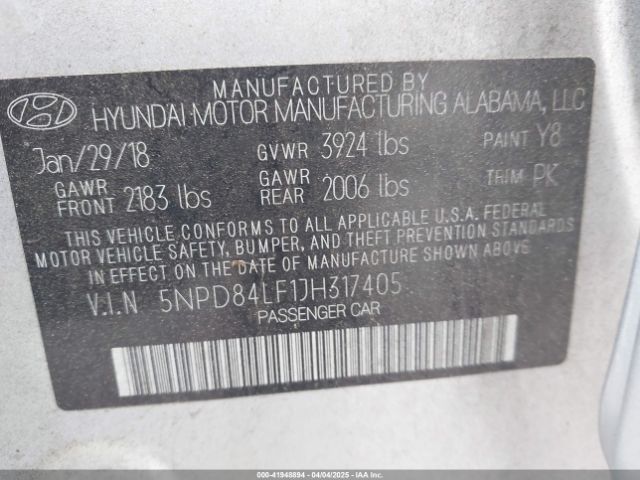 MANUFACTURED BY
HYUNDAI MOTOR MANUFACTURING ALABAMA, LLC
Jan/29/18 GVWR 3924 lbs PAINT Y8
GAWR FRONT 2183 lbs GAWR REAR 2006 lbs TRIM PK
THIS VEHICLE CONFORMS TO ALL APPLICABLE U.S.A. FEDERAL
MOTOR VEHICLE SAFETY, BUMPER, AND THEFT PREVENTION STANDARDS
IN EFFECT ON THE DATE OF MANUFACTURE SHOWN ABOVE
V.I.N 5NPD84LF1JH317405
PASSENGER CAR
000-41948894 - 04/04/2025 - COPYRIGHT IAA, LLC.